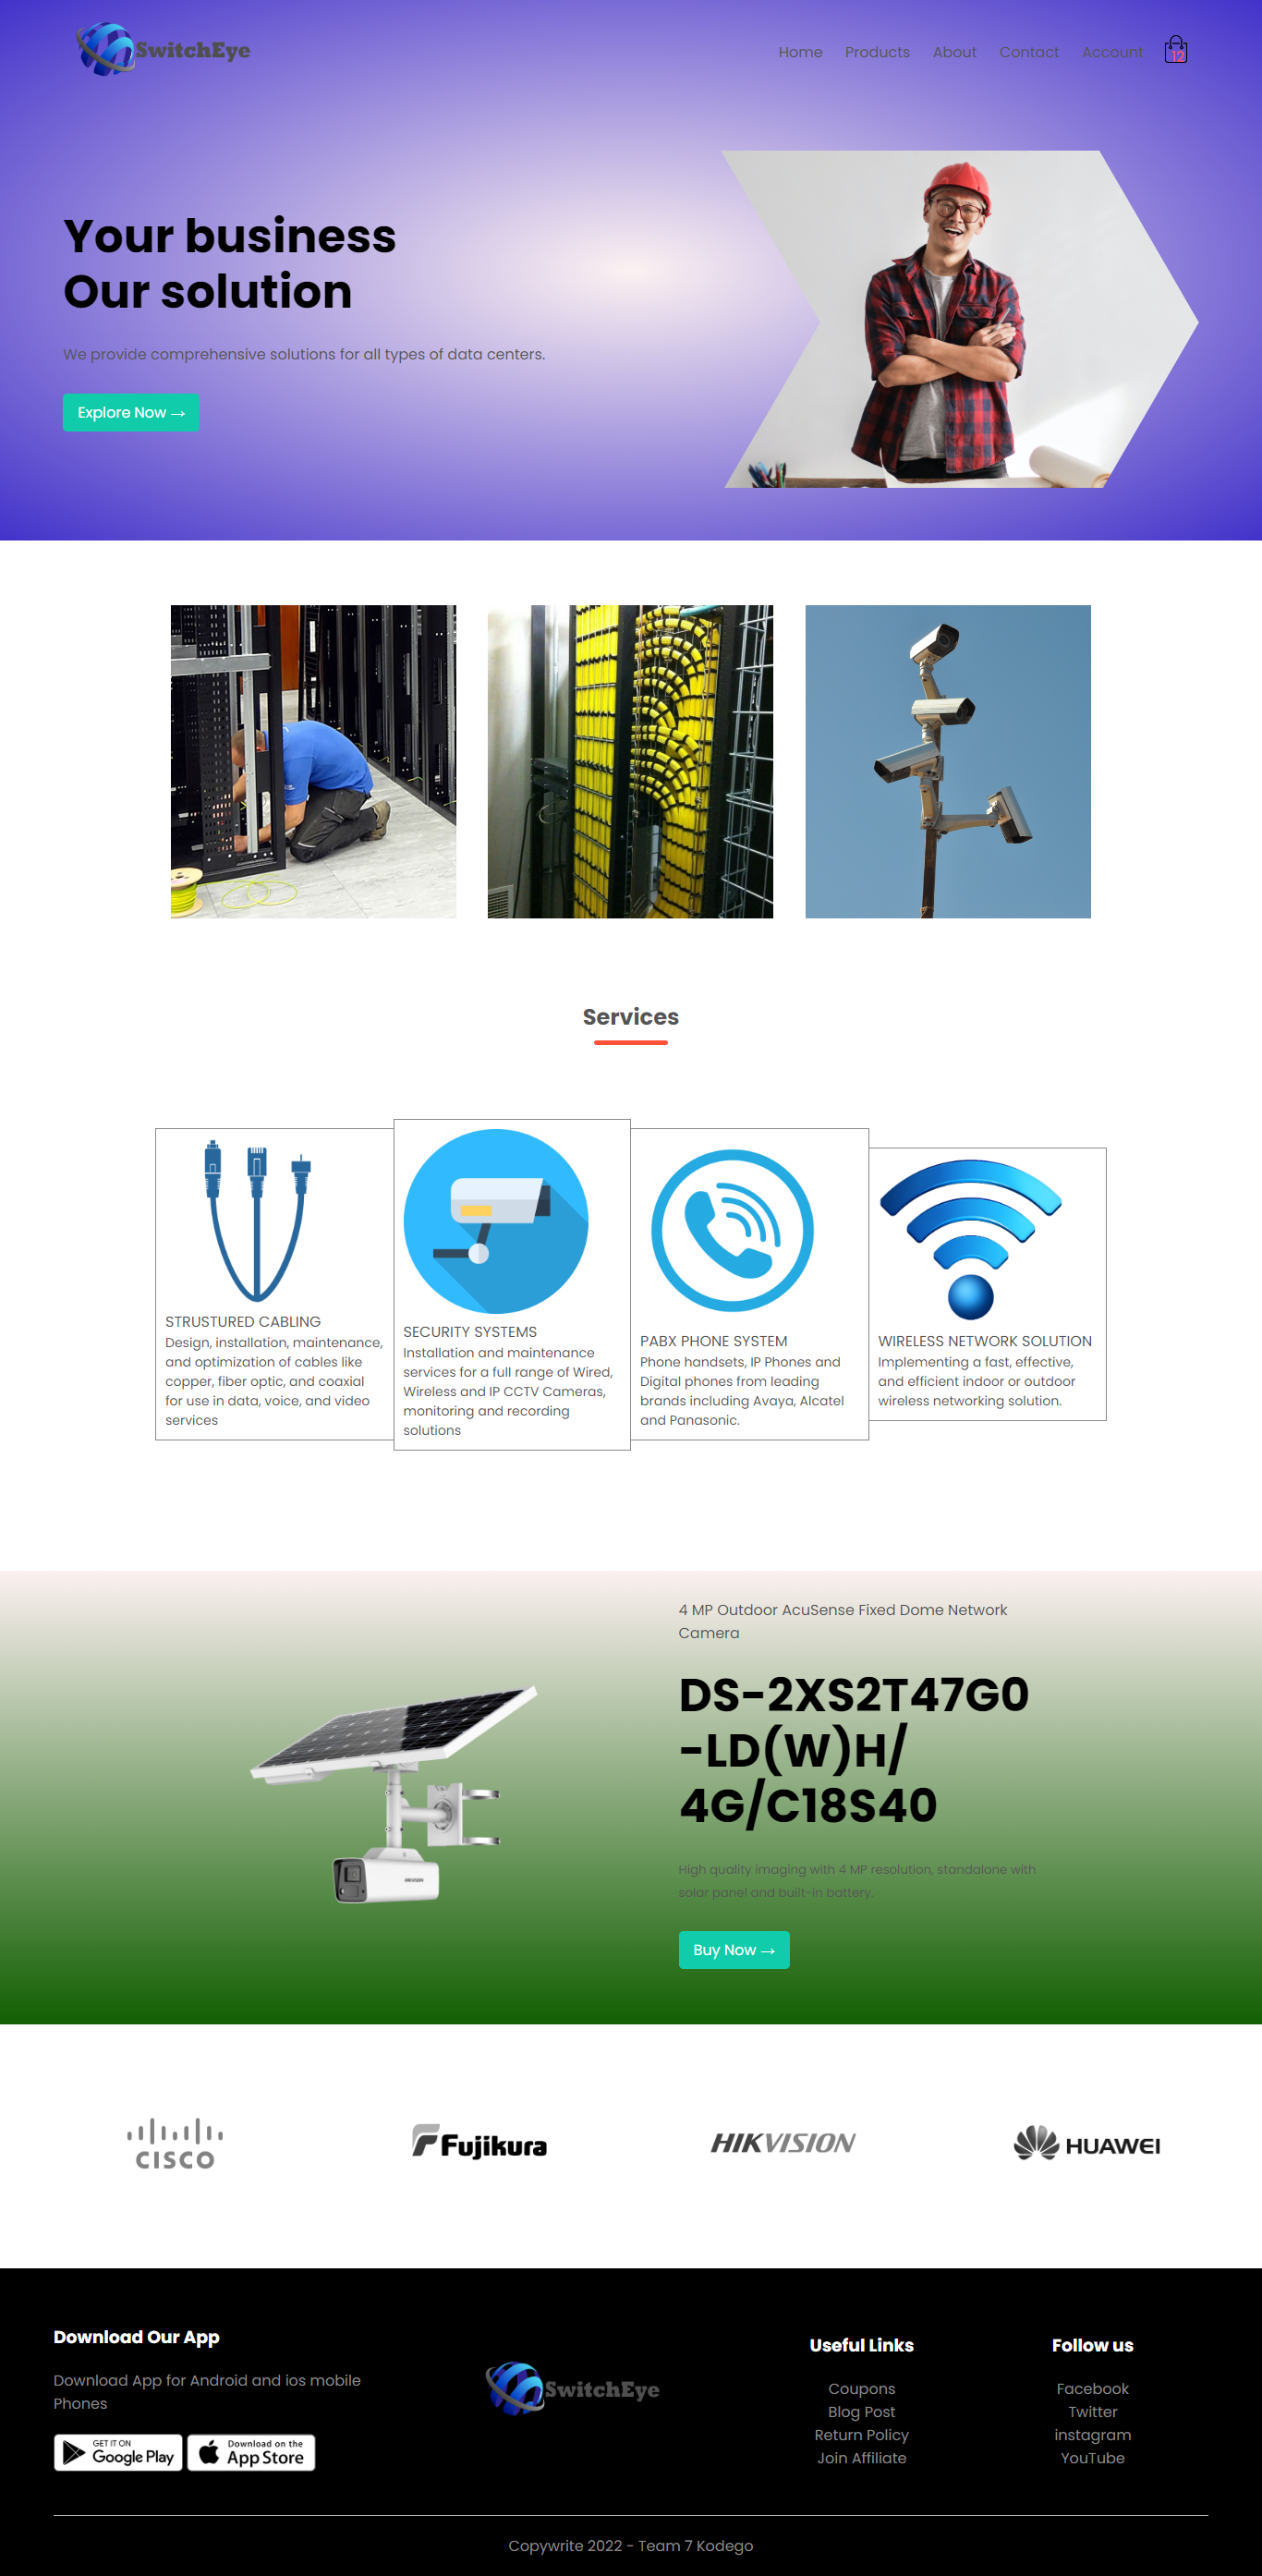 SwitchEye
Home Products About Contact Account
12
Your business
Our solution
We provide comprehensive solutions for all types of data centers.
Explore Now →
Services
STRUSTURED CABLING
Design, installation, maintenance,
and optimization of cables like
copper, fiber optic, and coaxial
for use in data, voice, and video
services
SECURITY SYSTEMS
Installation and maintenance
services for a full range of Wired,
Wireless and IP CCTV Cameras,
monitoring and recording
solutions
PABX PHONE SYSTEM
Phone handsets, IP Phones and
Digital phones from leading
brands including Avaya, Alcatel
and Panasonic.
WIRELESS NETWORK SOLUTION
Implementing a fast, effective,
and efficient indoor or outdoor
wireless networking solution.
4 MP Outdoor AcuSense Fixed Dome Network
Camera
DS-2XS2T47G0
-LD(W)H/
4G/C18S40
High quality imaging with 4 MP resolution, standalone with
solar panel and built-in battery.
Buy Now →
HIKVISION
CISCO
Fujikura
HIKVISION
HUAWEI
Download Our App
Download App for Android and ios mobile
Phones
GET IT ON
Google Play
Download on the
App Store
SwitchEye
Useful Links
Coupons
Blog Post
Return Policy
Join Affiliate
Follow us
Facebook
Twitter
instagram
YouTube
Copywrite 2022 - Team 7 Kodego